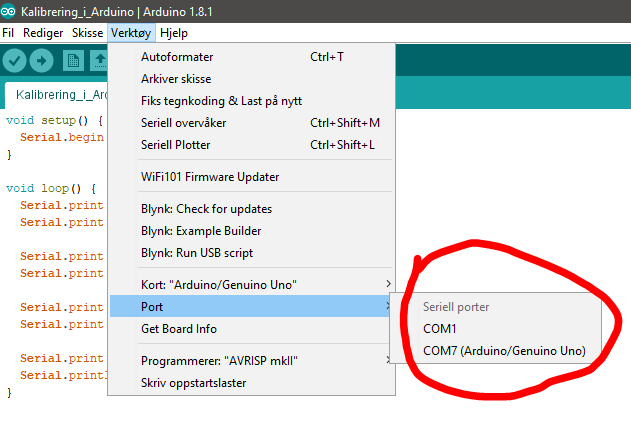 Kalibrering_i_Arduino | Arduino 1.8.1
Fil Rediger Skisse Verktøy Hjelp
Kalibrering_i_Ard
void setup() {
Serial.begin
}
void loop() {
Serial.print
Serial.print
Serial.print
Serial.print
Serial.print
Serial.print
Serial.print
Serial.printl
}
Autoformater Ctrl+T
Arkiver skisse
Fiks tegnkoding & Last på nytt
Seriell overvåker Ctrl+Shift+M
Seriell Plotter Ctrl+Shift+L
WiFi101 Firmware Updater
Blynk: Check for updates
Blynk: Example Builder
Blynk: Run USB script
Kort: "Arduino/Genuino Uno"
Port
Get Board Info
Programmerer: "AVRISP mkII"
Skriv oppstartslaster
Seriell porter
COM1
COM7 (Arduino/Genuino Uno)